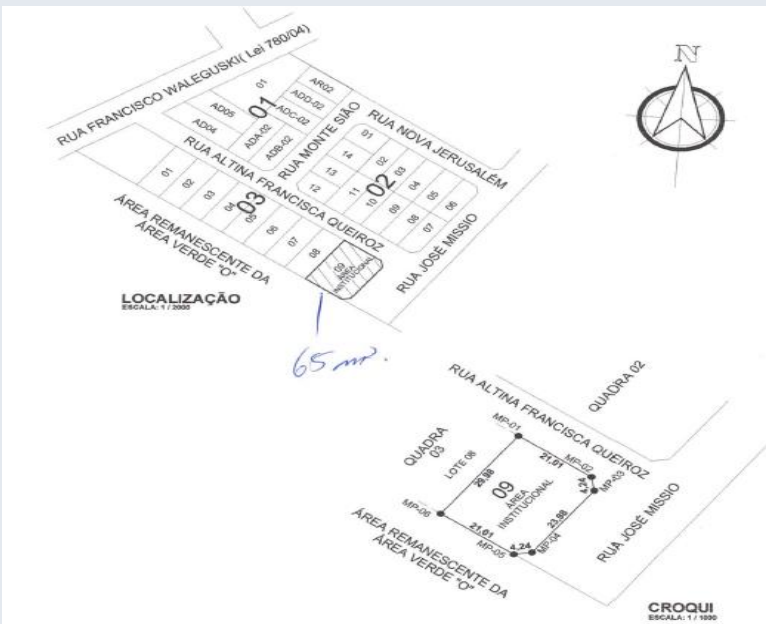 RUA FRANCISCO WALEGUSKI( Lei 780/04)
N
01
AR02
AD05
01
ADD-02
AD04
ADC-02
ADA-02
ADB-02
RUA MONTE SIÃO
RUA NOVA JERUSALÉM
RUA ALTINA FRANCISCA QUEIROZ
01
14
02
13
03
12
11
02
04
10
05
09
06
08
07
01
02
03
04
03
05
06
07
08
09
ÁREA
INSTITUCIONAL
RUA JOSÉ MISSIO
ÁREA REMANESCENTE DA
ÁREA VERDE "O"
LOCALIZAÇÃO
ESCALA: 1 / 2000
65 m².
RUA ALTINA FRANCISCA QUEIROZ
QUADRA 02
MP-01
QUADRA
03
LOTE 08
29,98
21,01
MP-02
4,24
MP-03
09
ÁREA
INSTITUCIONAL
23,98
MP-06
21,01
MP-05
4,24
MP-04
RUA JOSÉ MISSIO
ÁREA REMANESCENTE DA
ÁREA VERDE "O"
CROQUI
ESCALA: 1 / 1000